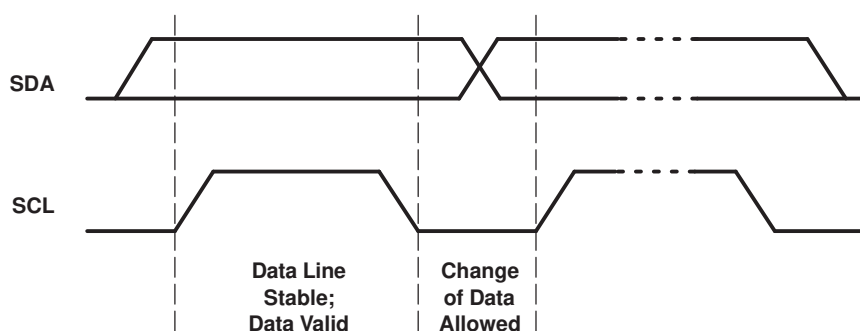 SDA
SCL
Data Line
Stable;
Data Valid
Change
of Data
Allowed